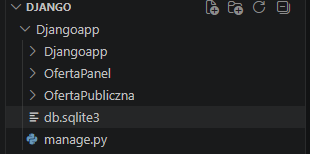 DJANGO
Djangoapp
Djangoapp
OfertaPanel
OfertaPubliczna
db.sqlite3
manage.py